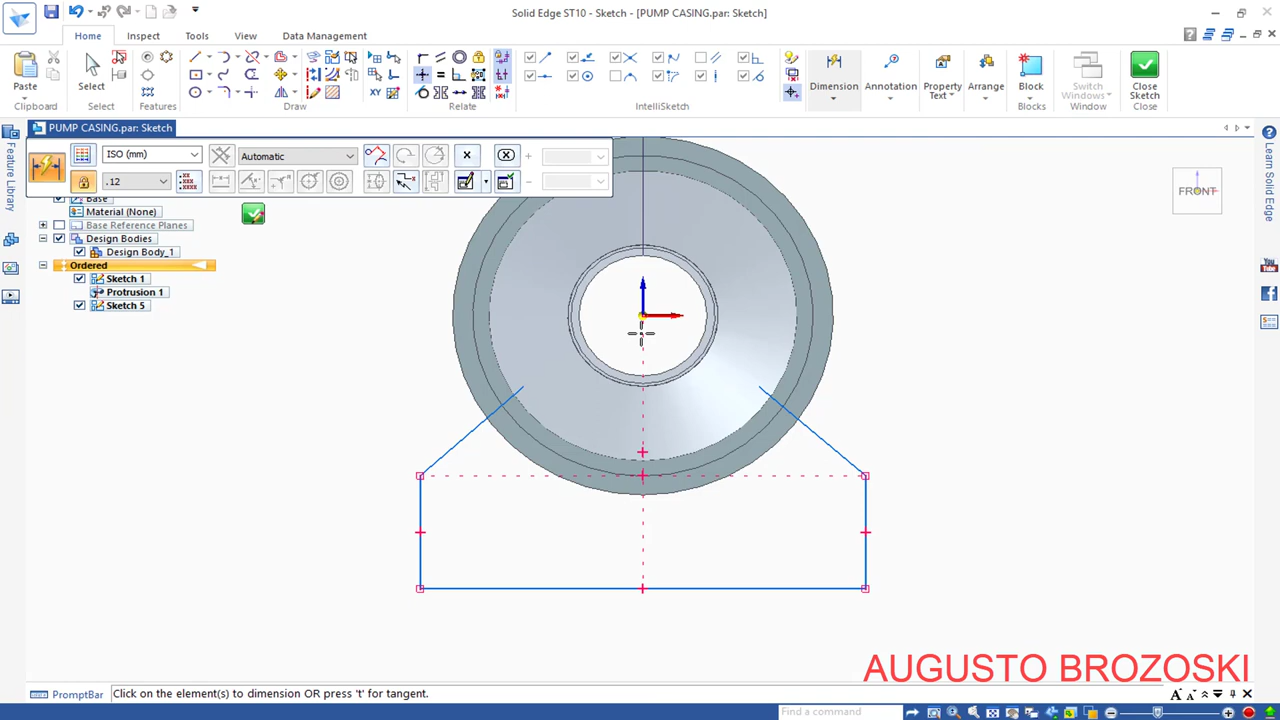 Solid Edge ST10 - Sketch - [PUMP CASING.par: Sketch]
Home Inspect Tools View Data Management
Paste Select Dimension Annotation Property Text Arrange Block Switch Windows Close Sketch
Clipboard Select Features Draw Relate IntelliSketch Blocks Window Close
PUMP CASING.par: Sketch
Feature Library
Learn Solid Edge
ISO (mm) Automatic
.12
Base
Material (None)
Base Reference Planes
Design Bodies
Design Body_1
Ordered
Sketch 1
Protrusion 1
Sketch 5
FRONT
You Tube
AUGUSTO BROZOSKI
PromptBar Click on the element(s) to dimension OR press 't' for tangent.
Find a command